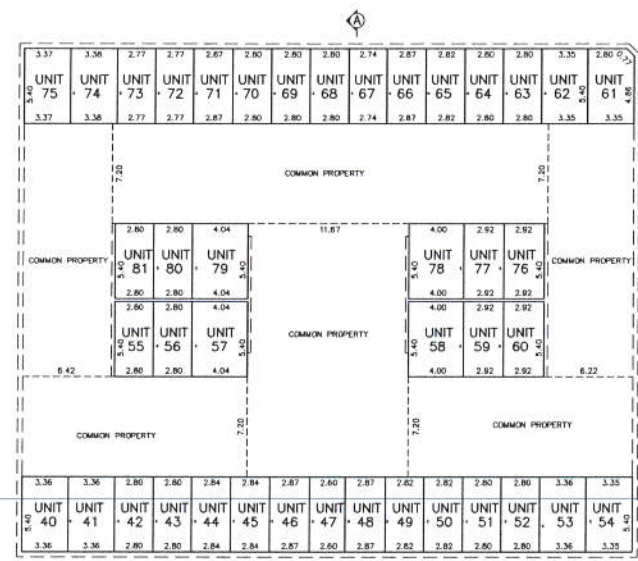 A
3.37 3.38 2.77 2.77 2.87 2.80 2.80 2.80 2.74 2.87 2.82 2.80 2.80 3.35 2.80 0.77
UNIT UNIT UNIT UNIT UNIT UNIT UNIT UNIT UNIT UNIT UNIT UNIT UNIT UNIT UNIT
5.40 75 74 73 72 71 70 69 68 67 66 65 64 63 62 5.40 61 4.86
3.37 3.38 2.77 2.77 2.87 2.80 2.80 2.80 2.74 2.87 2.82 2.80 2.80 3.35 3.35
7.20 COMMON PROPERTY 7.20
2.80 2.80 4.04 11.67 4.00 2.92 2.92
UNIT UNIT UNIT UNIT UNIT UNIT
COMMON PROPERTY 5.40 81 80 79 5.40 5.40 78 77 76 5.40 COMMON PROPERTY
2.80 2.80 4.04 4.00 2.92 2.92
2.80 2.80 4.04 4.00 2.92 2.92
UNIT UNIT UNIT COMMON PROPERTY UNIT UNIT UNIT
5.40 55 56 57 5.40 5.40 58 59 60 5.40
6.42 2.80 2.80 4.04 4.00 2.92 2.92 6.22
COMMON PROPERTY 7.20 7.20 COMMON PROPERTY
3.36 3.36 2.80 2.80 2.84 2.84 2.87 2.80 2.87 2.82 2.82 2.80 2.80 3.36 3.35
UNIT UNIT UNIT UNIT UNIT UNIT UNIT UNIT UNIT UNIT UNIT UNIT UNIT UNIT UNIT
5.40 40 41 42 43 44 45 46 47 48 49 50 51 52 53 54 5.40
3.36 3.36 2.80 2.80 2.84 2.84 2.87 2.87 2.82 2.82 2.80 2.80 3.36 3.35